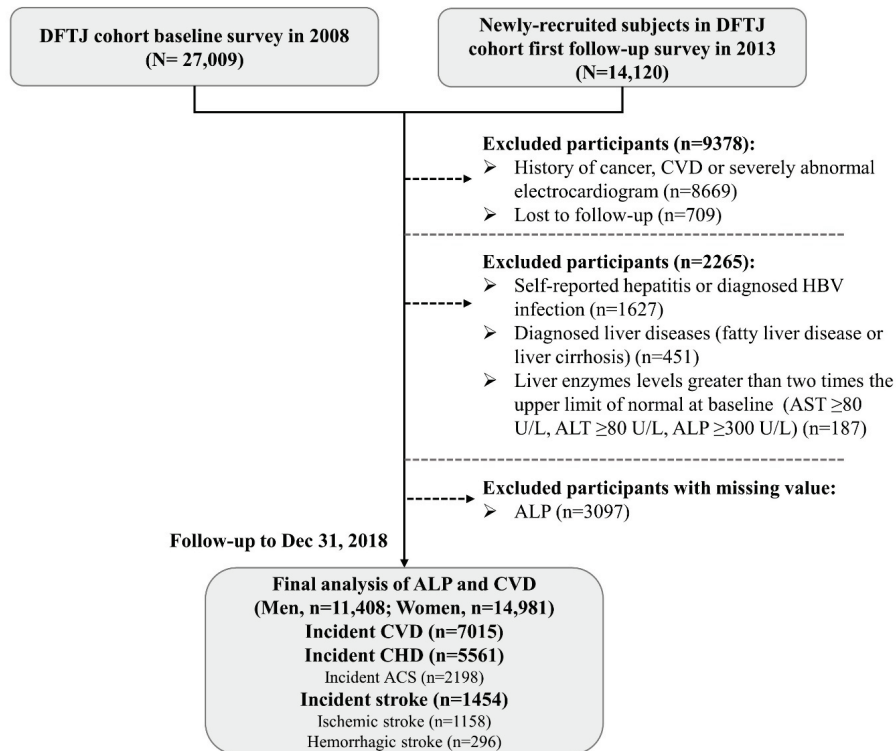 DFTJ cohort baseline survey in 2008
(N= 27,009)
Newly-recruited subjects in DFTJ
cohort first follow-up survey in 2013
(N=14,120)
Excluded participants (n=9378):
➢ History of cancer, CVD or severely abnormal
electrocardiogram (n=8669)
➢ Lost to follow-up (n=709)
Excluded participants (n=2265):
➢ Self-reported hepatitis or diagnosed HBV
infection (n=1627)
➢ Diagnosed liver diseases (fatty liver disease or
liver cirrhosis) (n=451)
➢ Liver enzymes levels greater than two times the
upper limit of normal at baseline (AST ≥80
U/L, ALT ≥80 U/L, ALP ≥300 U/L) (n=187)
Excluded participants with missing value:
➢ ALP (n=3097)
Follow-up to Dec 31, 2018
Final analysis of ALP and CVD
(Men, n=11,408; Women, n=14,981)
Incident CVD (n=7015)
Incident CHD (n=5561)
Incident ACS (n=2198)
Incident stroke (n=1454)
Ischemic stroke (n=1158)
Hemorrhagic stroke (n=296)